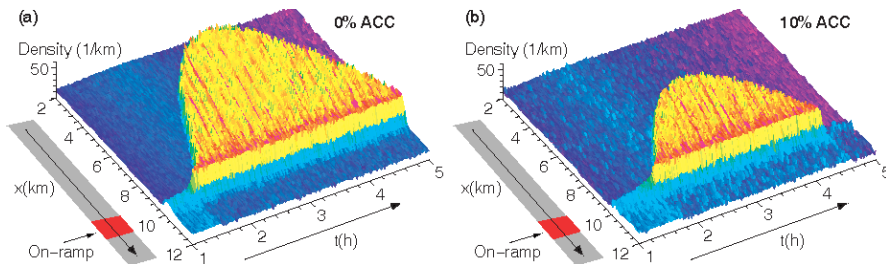 (a)
0% ACC
Density (1/km)
50
2
4
6
8
10
12
x(km)
On-ramp
1
2
3
4
5
t(h)
(b)
10% ACC
Density (1/km)
50
2
4
6
8
10
12
x(km)
On-ramp
1
2
3
4
5
t(h)